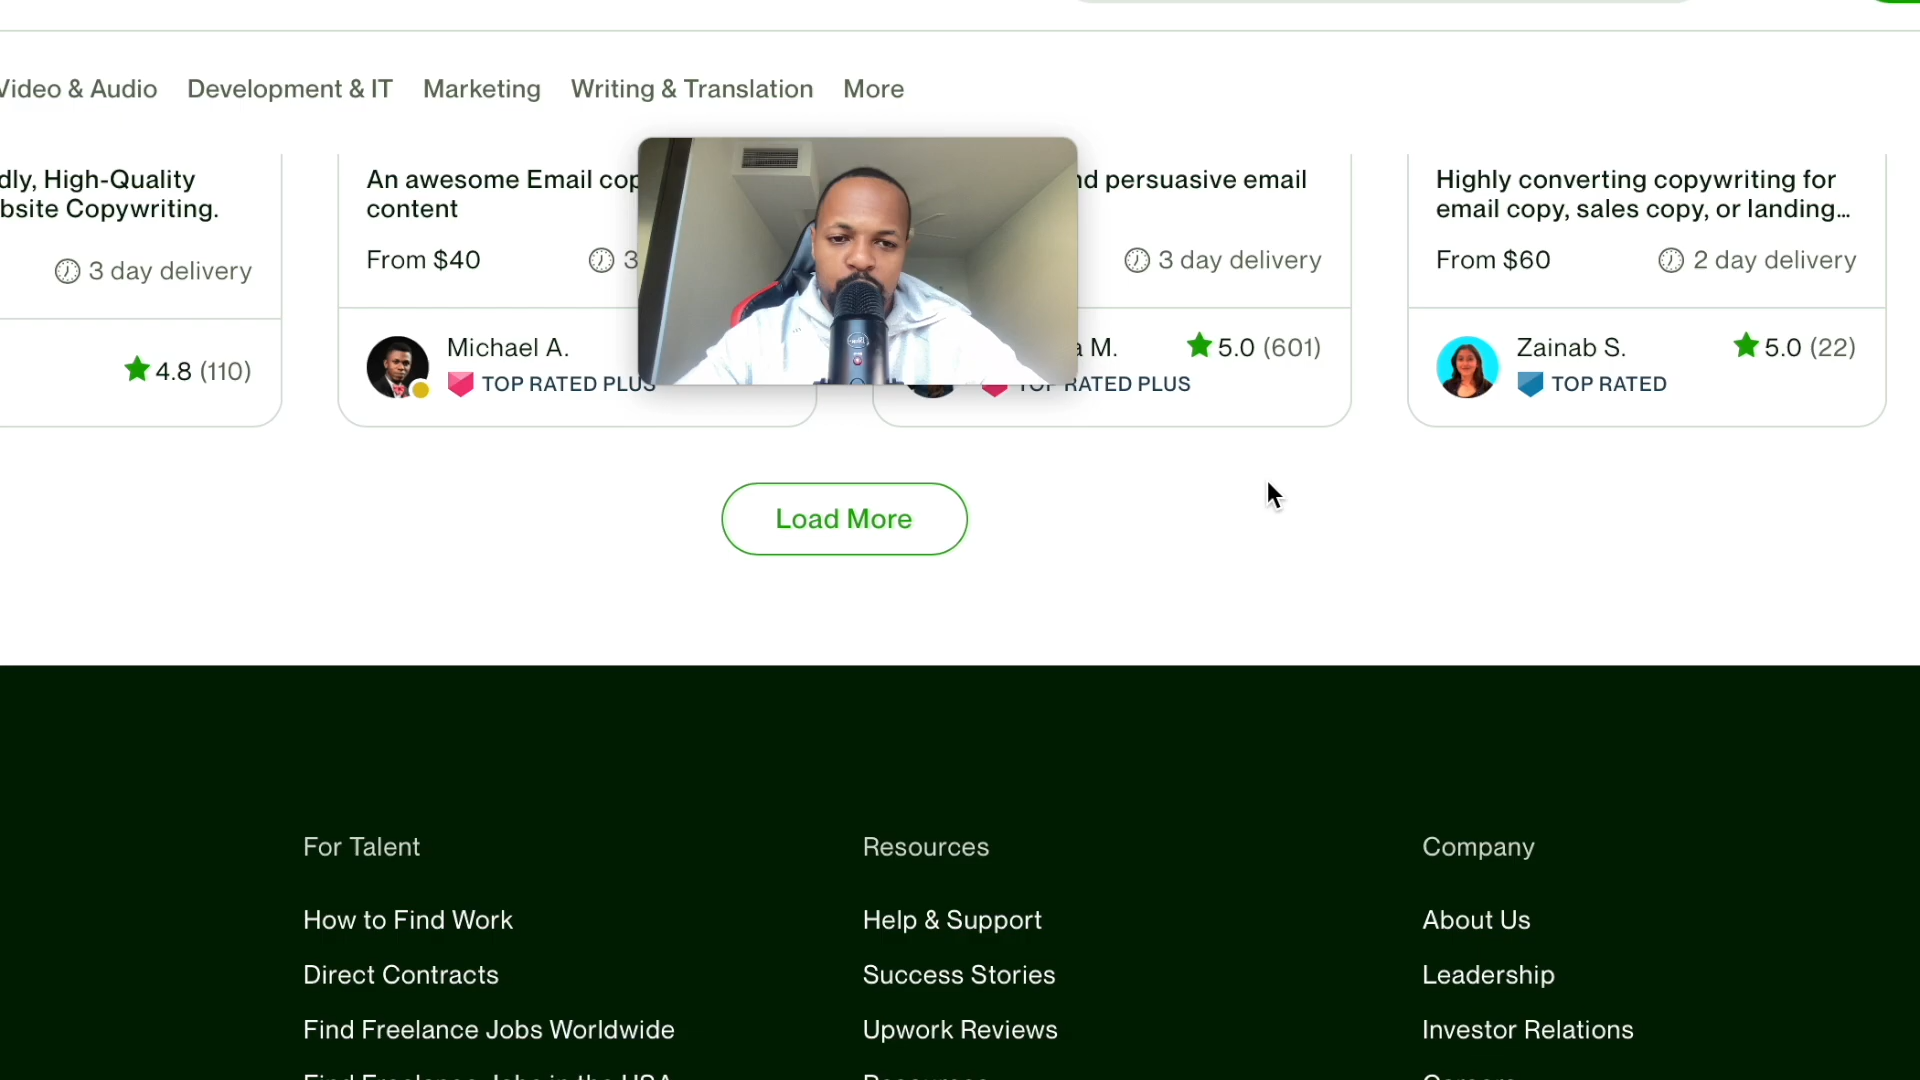 Video & Audio Development & IT Marketing Writing & Translation More
High-Quality
Copywriting.
3 day delivery
4.8 (110)
An awesome Email
content
From $40
3
Michael A.
TOP RATED PLUS
persuasive email
3 day delivery
M.
5.0 (601)
RATED PLUS
Highly converting copywriting for
email copy, sales copy, or landing...
From $60
2 day delivery
Zainab S.
5.0 (22)
TOP RATED
Load More
For Talent
How to Find Work
Direct Contracts
Find Freelance Jobs Worldwide
Resources
Help & Support
Success Stories
Upwork Reviews
Company
About Us
Leadership
Investor Relations